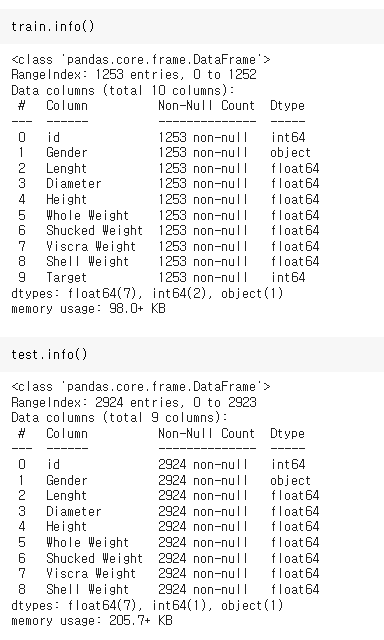 train.info()
<class 'pandas.core.frame.DataFrame'>
RangeIndex: 1253 entries, 0 to 1252
Data columns (total 10 columns):
 #   Column         Non-Null Count  Dtype
---  ------         --------------  -----
 0   id             1253 non-null   int64
 1   Gender         1253 non-null   object
 2   Lenght         1253 non-null   float64
 3   Diameter       1253 non-null   float64
 4   Height         1253 non-null   float64
 5   Whole Weight   1253 non-null   float64
 6   Shucked Weight 1253 non-null   float64
 7   Viscra Weight  1253 non-null   float64
 8   Shell Weight   1253 non-null   float64
 9   Target         1253 non-null   int64
dtypes: float64(7), int64(2), object(1)
memory usage: 98.0+ KB
test.info()
<class 'pandas.core.frame.DataFrame'>
RangeIndex: 2924 entries, 0 to 2923
Data columns (total 9 columns):
 #   Column         Non-Null Count  Dtype
---  ------         --------------  -----
 0   id             2924 non-null   int64
 1   Gender         2924 non-null   object
 2   Lenght         2924 non-null   float64
 3   Diameter       2924 non-null   float64
 4   Height         2924 non-null   float64
 5   Whole Weight   2924 non-null   float64
 6   Shucked Weight 2924 non-null   float64
 7   Viscra Weight  2924 non-null   float64
 8   Shell Weight   2924 non-null   float64
dtypes: float64(7), int64(1), object(1)
memory usage: 205.7+ KB